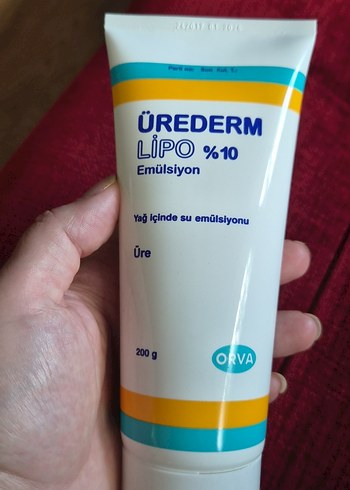 ÜREDERM
LİPO %10
Emülsiyon
Yağ içinde su emülsiyonu
Üre
200 g
ORVA